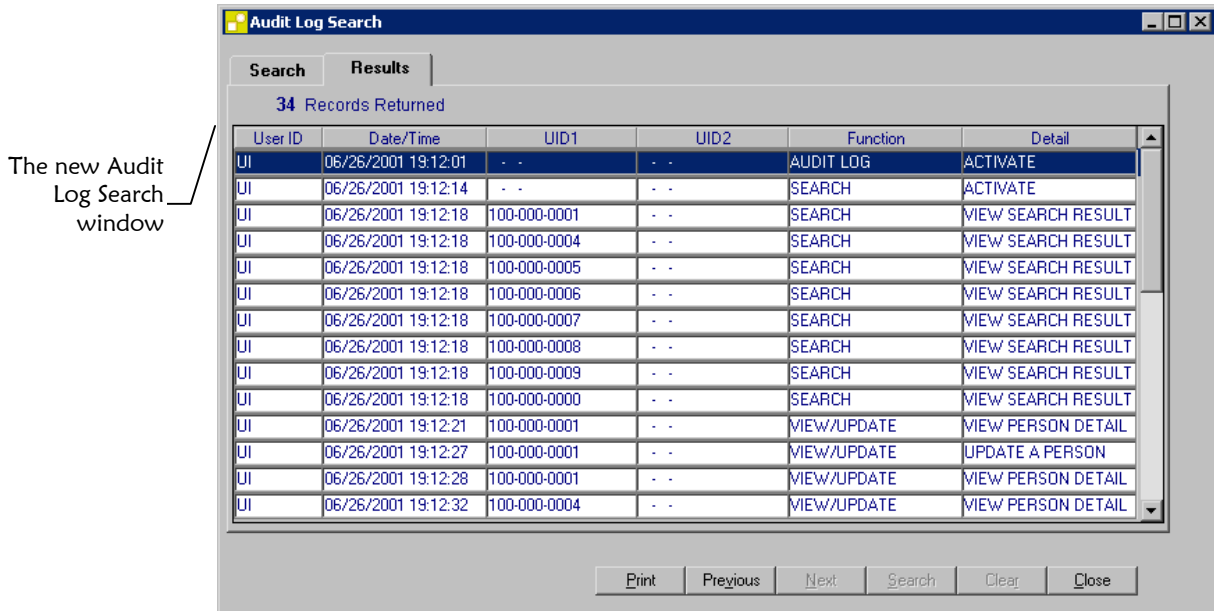 Audit Log Search
Search Results
34 Records Returned
User ID Date/Time UID1 UID2 Function Detail
UI 06/26/2001 19:12:01 - - - - AUDIT LOG ACTIVATE
UI 06/26/2001 19:12:14 - - - - SEARCH ACTIVATE
UI 06/26/2001 19:12:18 100-000-0001 - - SEARCH VIEW SEARCH RESULT
UI 06/26/2001 19:12:18 100-000-0004 - - SEARCH VIEW SEARCH RESULT
UI 06/26/2001 19:12:18 100-000-0005 - - SEARCH VIEW SEARCH RESULT
UI 06/26/2001 19:12:18 100-000-0006 - - SEARCH VIEW SEARCH RESULT
UI 06/26/2001 19:12:18 100-000-0007 - - SEARCH VIEW SEARCH RESULT
UI 06/26/2001 19:12:18 100-000-0008 - - SEARCH VIEW SEARCH RESULT
UI 06/26/2001 19:12:18 100-000-0009 - - SEARCH VIEW SEARCH RESULT
UI 06/26/2001 19:12:18 100-000-0000 - - SEARCH VIEW SEARCH RESULT
UI 06/26/2001 19:12:21 100-000-0001 - - VIEW/UPDATE VIEW PERSON DETAIL
UI 06/26/2001 19:12:27 100-000-0001 - - VIEW/UPDATE UPDATE A PERSON
UI 06/26/2001 19:12:28 100-000-0001 - - VIEW/UPDATE VIEW PERSON DETAIL
UI 06/26/2001 19:12:32 100-000-0004 - - VIEW/UPDATE VIEW PERSON DETAIL
Print Previous Next Search Clear Close
The new Audit
Log Search
window